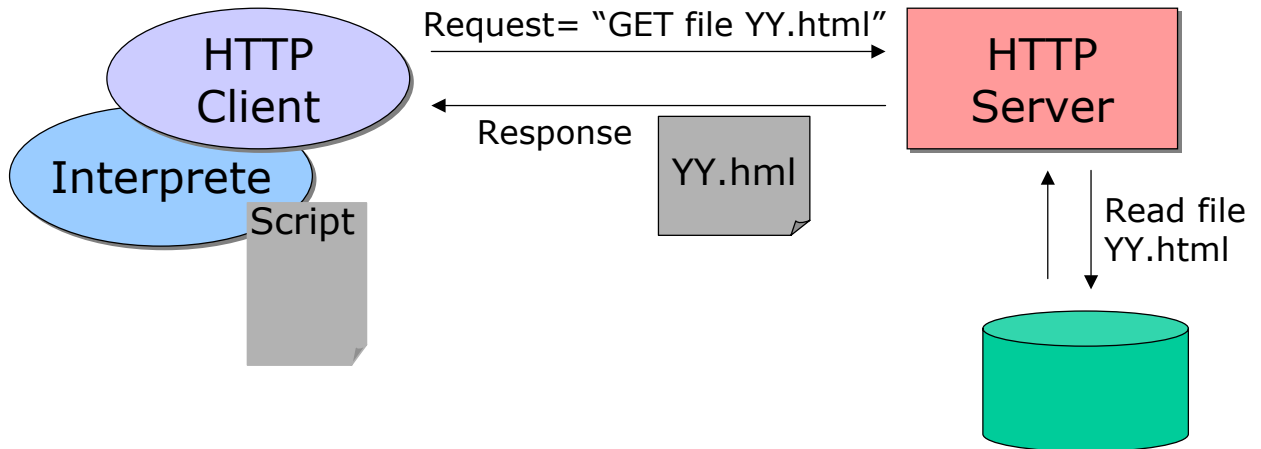 Request= “GET file YY.html”
HTTP
Client
HTTP
Server
Response
YY.hml
Interprete
Script
Read file
YY.html